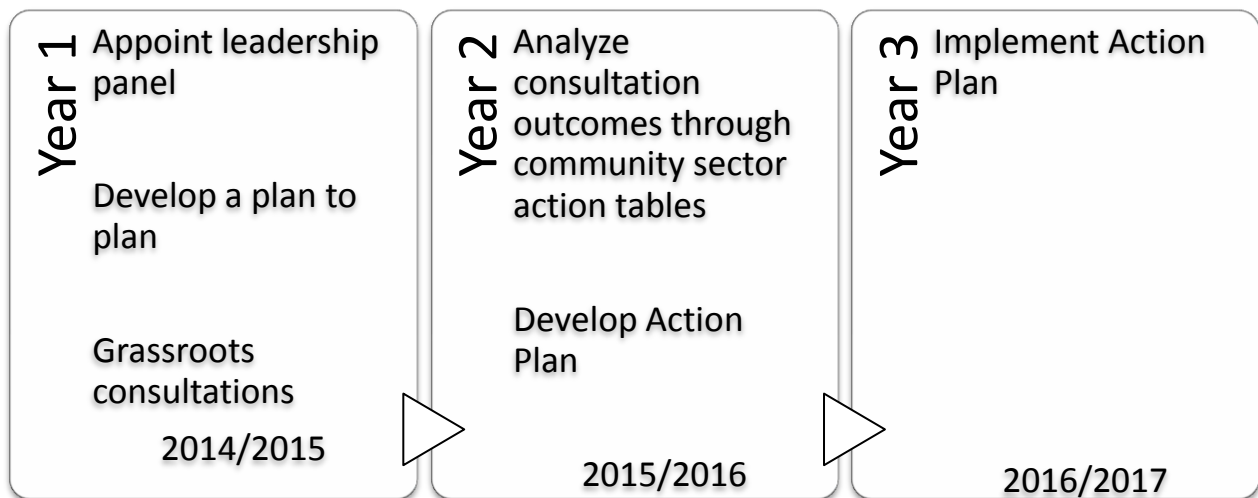 Year 1
Appoint leadership
panel
Develop a plan to
plan
Grassroots
consultations
2014/2015
Year 2
Analyze
consultation
outcomes through
community sector
action tables
Develop Action
Plan
2015/2016
Year 3
Implement Action
Plan
2016/2017